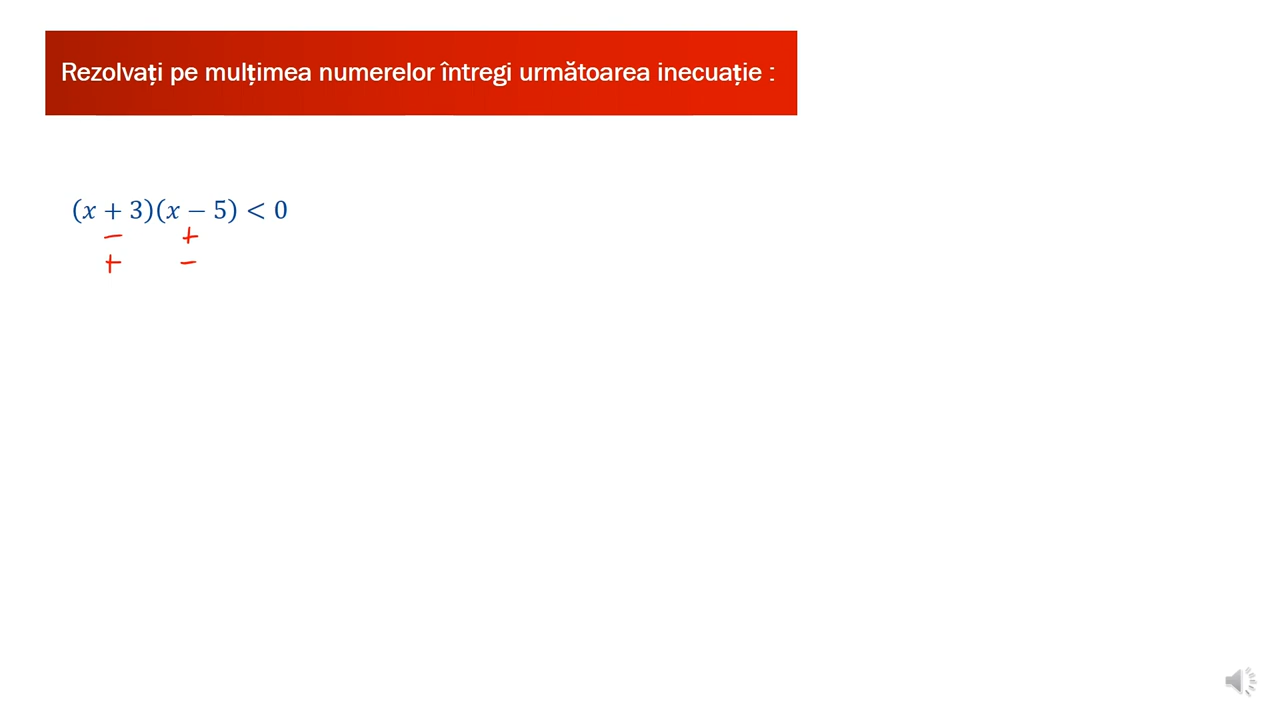 Rezolvați pe mulțimea numerelor întregi următoarea inecuație :
(x + 3)(x − 5) < 0
− +
+ −